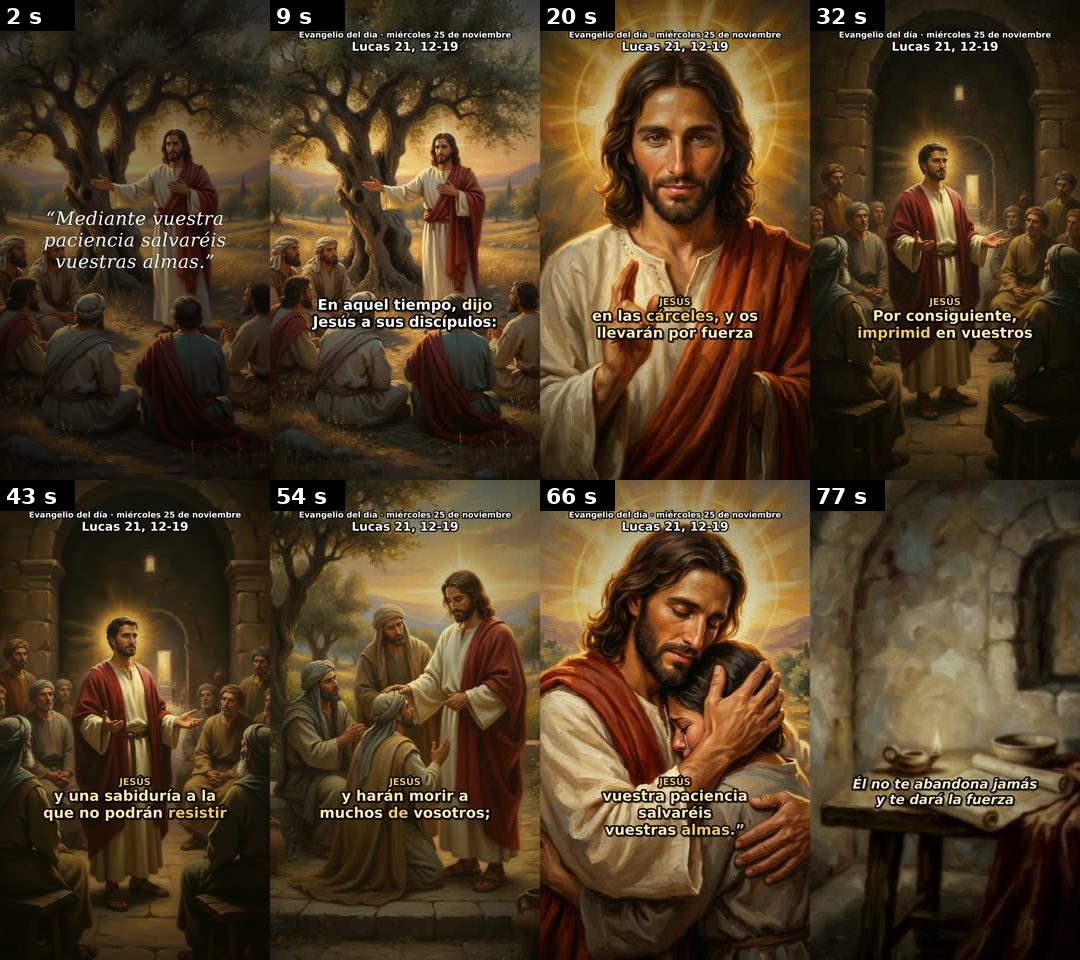 2 s
“Mediante vuestra
paciencia salvaréis
vuestras almas.”
9 s
Evangelio del día · miércoles 25 de noviembre
Lucas 21, 12-19
En aquel tiempo, dijo
Jesús a sus discípulos:
20 s
Evangelio del día · miércoles 25 de noviembre
Lucas 21, 12-19
JESÚS
en las cárceles, y os
llevarán por fuerza
32 s
Evangelio del día · miércoles 25 de noviembre
Lucas 21, 12-19
JESÚS
Por consiguiente,
imprimid en vuestros
43 s
Evangelio del día · miércoles 25 de noviembre
Lucas 21, 12-19
JESÚS
y una sabiduría a la
que no podrán resistir
54 s
Evangelio del día · miércoles 25 de noviembre
Lucas 21, 12-19
JESÚS
y harán morir a
muchos de vosotros;
66 s
Evangelio del día · miércoles 25 de noviembre
Lucas 21, 12-19
JESÚS
vuestra paciencia
salvaréis
vuestras almas.”
77 s
Él no te abandona jamás
y te dará la fuerza